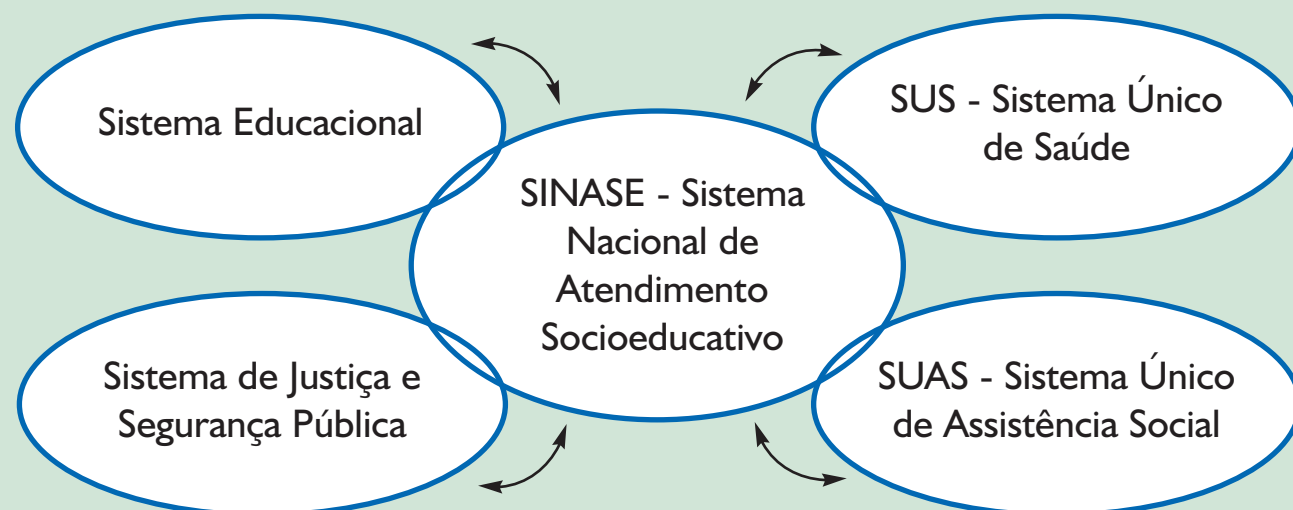 Sistema Educacional
SUS - Sistema Único
de Saúde
SINASE - Sistema
Nacional de
Atendimento
Socioeducativo
Sistema de Justiça e
Segurança Pública
SUAS - Sistema Único
de Assistência Social